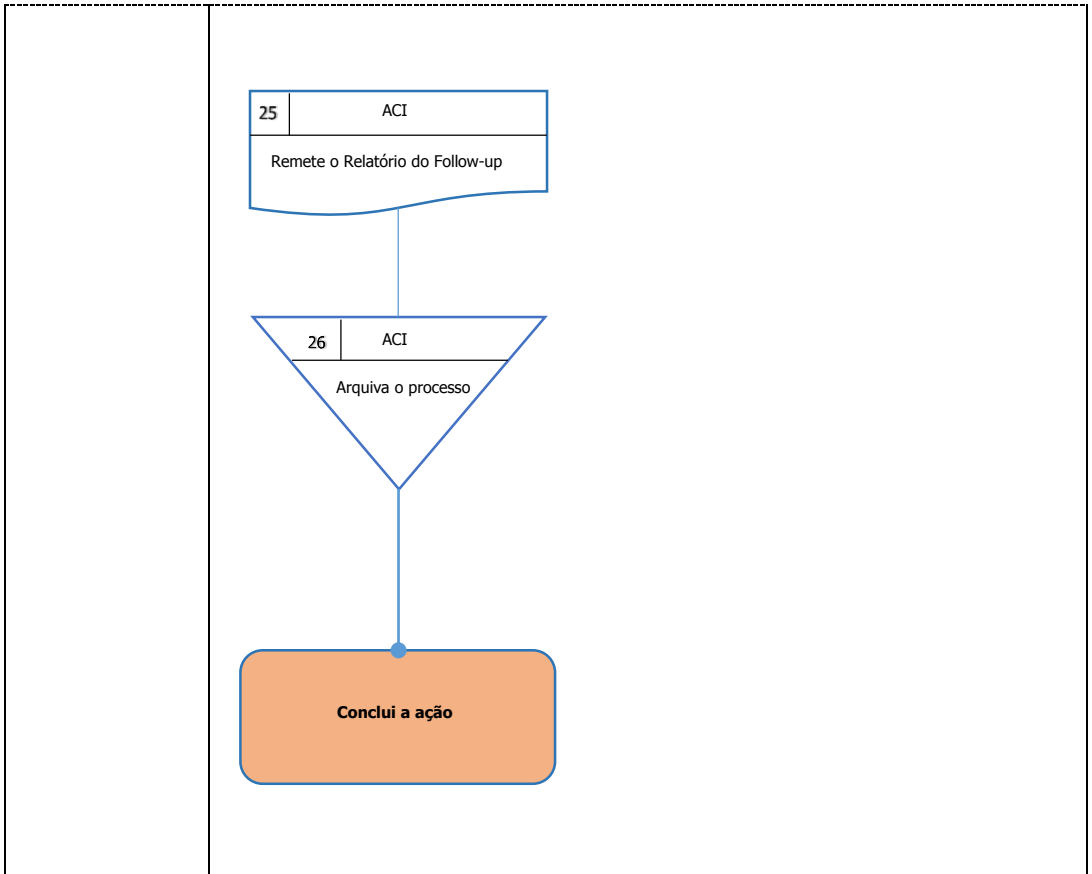 25
ACI
Remete o Relatório do Follow-up
26
ACI
Arquiva o processo
Conclui a ação